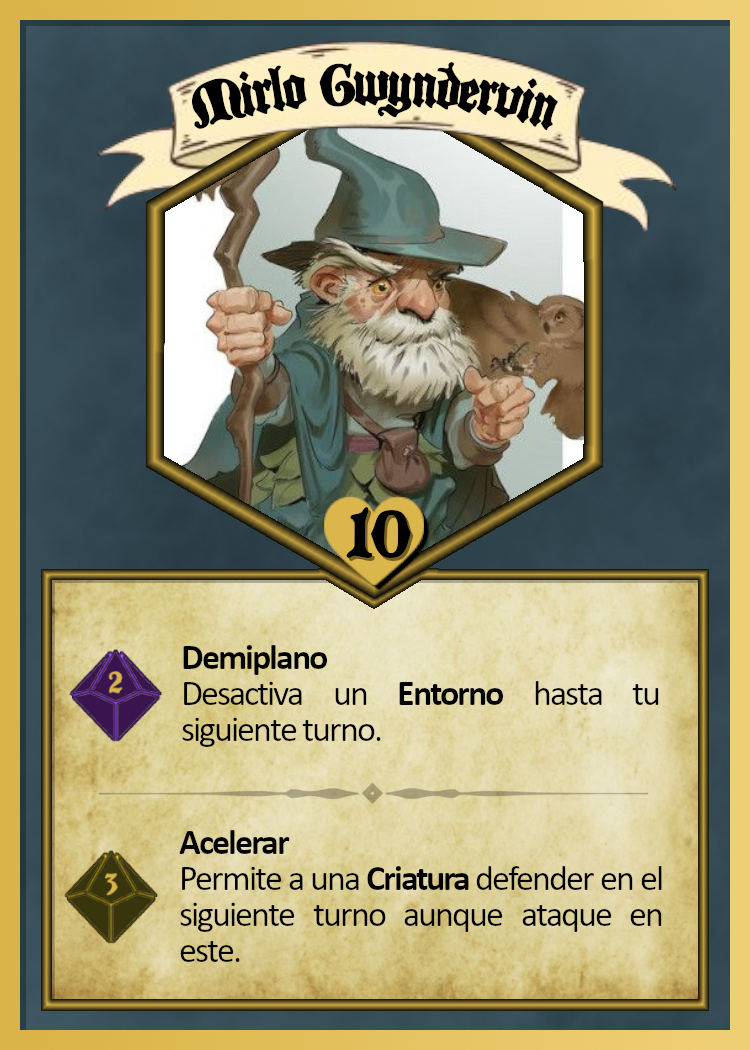 Mirlo Gwyndervin
10
2
Demiplano
Desactiva un Entorno hasta tu
siguiente turno.
3
Acelerar
Permite a una Criatura defender en el
siguiente turno aunque ataque en
este.